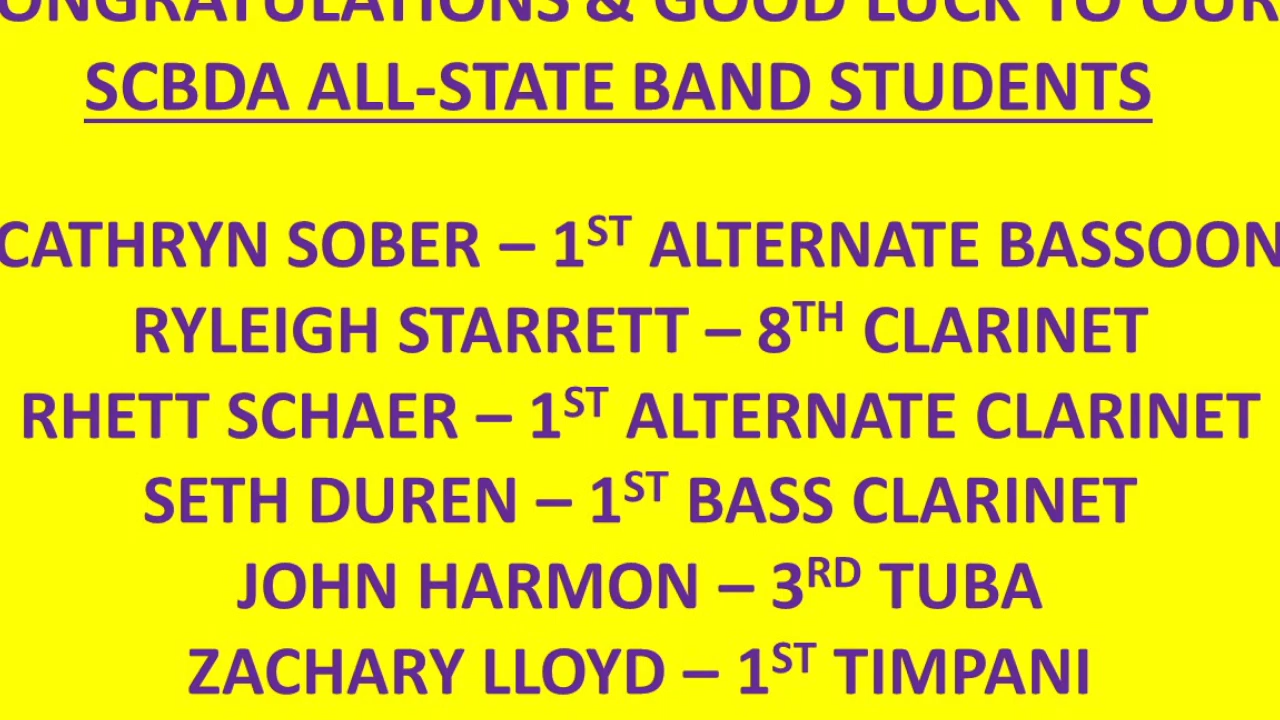 ONGRATULATIONS & GOOD LUCK TO OUR
SCBDA ALL-STATE BAND STUDENTS
CATHRYN SOBER – 1ST ALTERNATE BASSOON
RYLEIGH STARRETT – 8TH CLARINET
RHETT SCHAER – 1ST ALTERNATE CLARINET
SETH DUREN – 1ST BASS CLARINET
JOHN HARMON – 3RD TUBA
ZACHARY LLOYD – 1ST TIMPANI